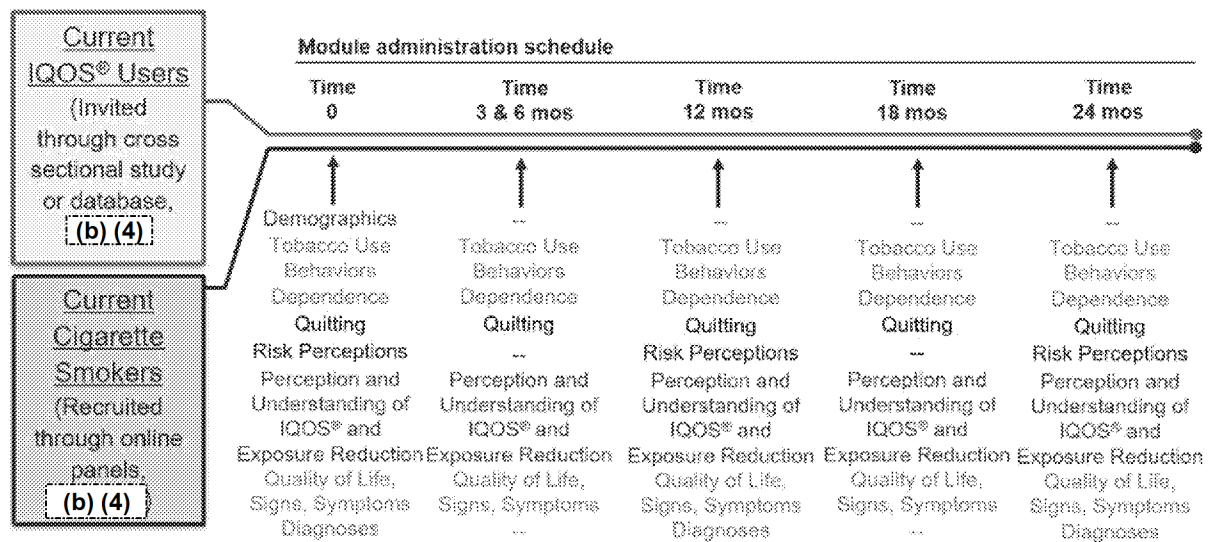 Current
IQOS® Users
(Invited
through cross
sectional study
or database,
(b) (4)
Current
Cigarette
Smokers
(Recruited
through online
panels,
(b) (4) )
Module administration schedule
Time Time Time Time Time
0 3 & 6 mos 12 mos 18 mos 24 mos
Demographics -- -- -- --
Tobacco Use Tobacco Use Tobacco Use Tobacco Use Tobacco Use
Behaviors Behaviors Behaviors Behaviors Behaviors
Dependence Dependence Dependence Dependence Dependence
Quitting Quitting Quitting Quitting Quitting
Risk Perceptions -- Risk Perceptions -- Risk Perceptions
Perception and Perception and Perception and Perception and Perception and
Understanding of Understanding of Understanding of Understanding of Understanding of
IQOS® and IQOS® and IQOS® and IQOS® and IQOS® and
Exposure Reduction Exposure Reduction Exposure Reduction Exposure Reduction Exposure Reduction
Quality of Life, Quality of Life, Quality of Life, Quality of Life, Quality of Life,
Signs, Symptoms Signs, Symptoms Signs, Symptoms Signs, Symptoms Signs, Symptoms
Diagnoses -- Diagnoses -- Diagnoses